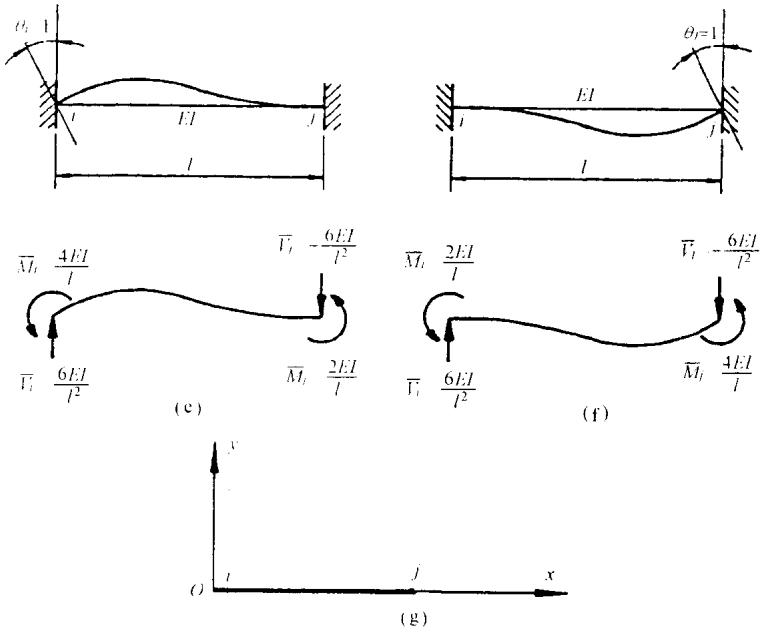 θi 1
θj=1
i
EI
j
EI
i
j
l
l
M̄i 4EI/l
V̄j -6EI/l²
M̄i 2EI/l
V̄j -6EI/l²
V̄i 6EI/l²
M̄j 2EI/l
V̄i 6EI/l²
M̄j 4EI/l
(e)
(f)
y
O
i
j
x
(g)